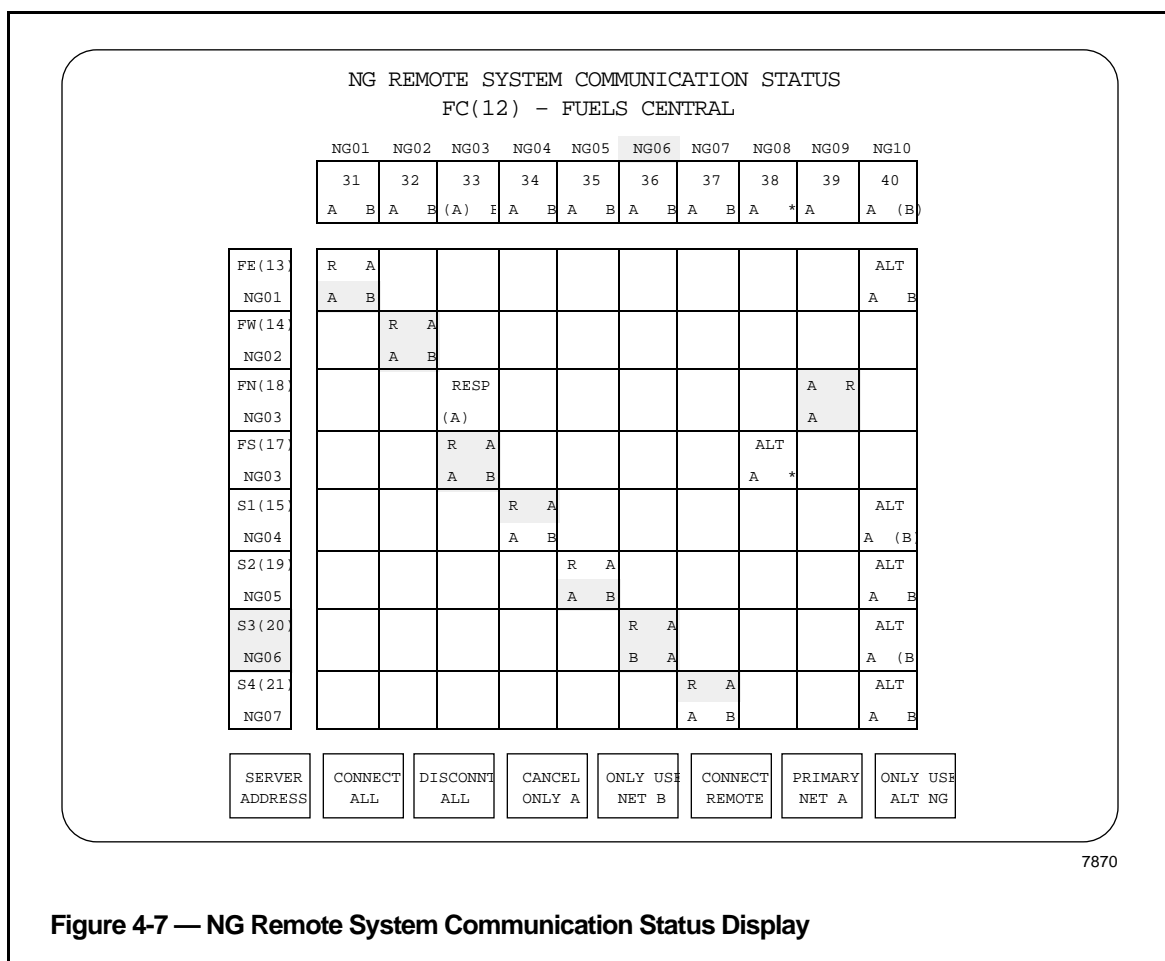 NG REMOTE SYSTEM COMMUNICATION STATUS
FC(12) – FUELS CENTRAL
NG01 NG02 NG03 NG04 NG05 NG06 NG07 NG08 NG09 NG10
31 32 33 34 35 36 37 38 39 40
A B A B (A) B A B A B A B A B A * A A (B)
FE(13) R A ALT
NG01 A B A B
FW(14) R A
NG02 A B
FN(18) RESP A R
NG03 (A) A
FS(17) R A ALT
NG03 A B A *
S1(15) R A ALT
NG04 A B A (B)
S2(19) R A ALT
NG05 A B A B
S3(20) R A ALT
NG06 B A A (B
S4(21) R A ALT
NG07 A B A B
SERVER CONNECT DISCONNT CANCEL ONLY USE CONNECT PRIMARY ONLY USE
ADDRESS ALL ALL ONLY A NET B REMOTE NET A ALT NG
7870
Figure 4-7 — NG Remote System Communication Status Display